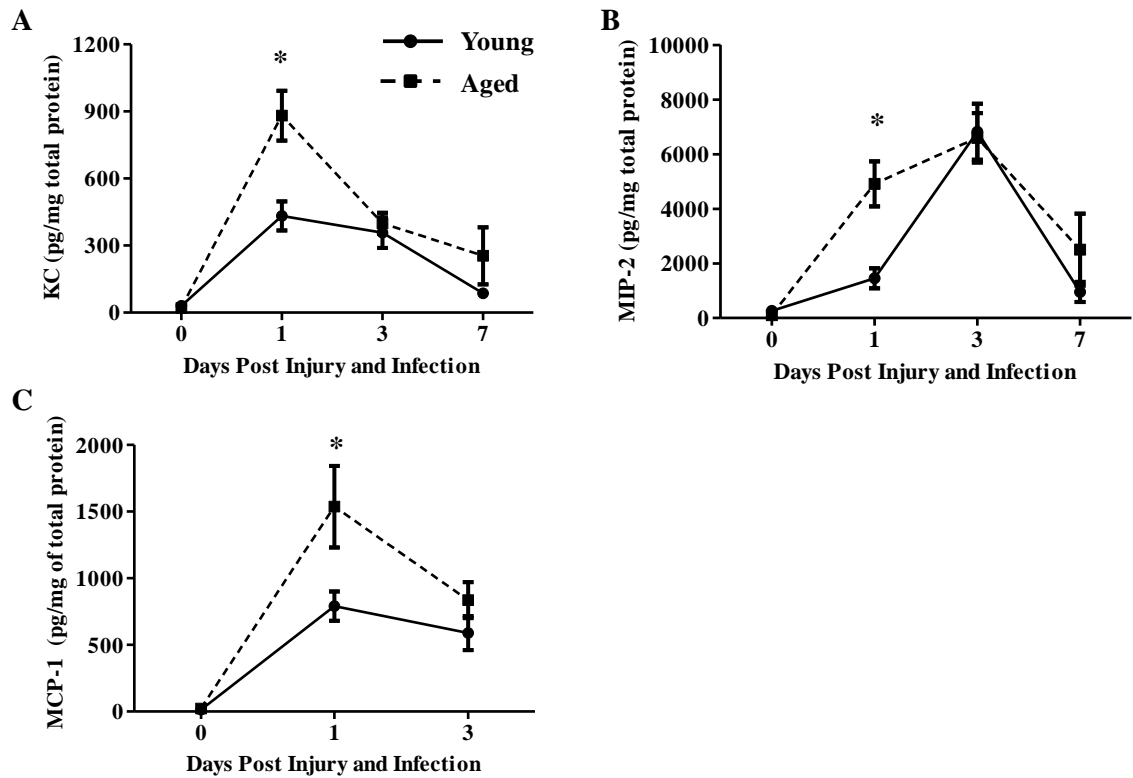 A
KC (pg/mg total protein)
1200
900
600
300
0
*
Young
Aged
0 1 3 7
Days Post Injury and Infection
B
MIP-2 (pg/mg total protein)
10000
8000
6000
4000
2000
0
*
0 1 3 7
Days Post Injury and Infection
C
MCP-1 (pg/mg of total protein)
2000
1500
1000
500
0
*
0 1 3
Days Post Injury and Infection